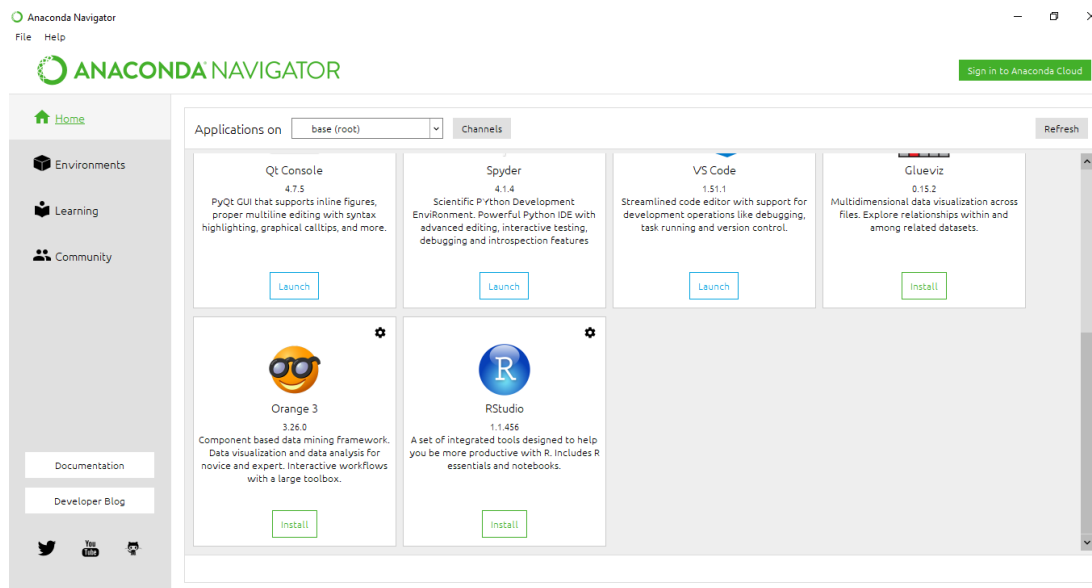 Anaconda Navigator
File Help
ANACONDA NAVIGATOR
Sign in to Anaconda Cloud
Home
Environments
Learning
Community
Documentation
Developer Blog
You
Tube
Applications on base (root) Channels Refresh
Qt Console
4.7.5
PyQt GUI that supports inline figures,
proper multiline editing with syntax
highlighting, graphical calltips, and more.
Launch
Spyder
4.1.4
Scientific PYthon Development
EnviRonment. Powerful Python IDE with
advanced editing, interactive testing,
debugging and introspection features
Launch
VS Code
1.51.1
Streamlined code editor with support for
development operations like debugging,
task running and version control.
Launch
Glueviz
0.15.2
Multidimensional data visualization across
files. Explore relationships within and
among related datasets.
Install
Orange 3
3.26.0
Component based data mining framework.
Data visualization and data analysis for
novice and expert. Interactive workflows
with a large toolbox.
Install
R
RStudio
1.1.456
A set of integrated tools designed to help
you be more productive with R. Includes R
essentials and notebooks.
Install